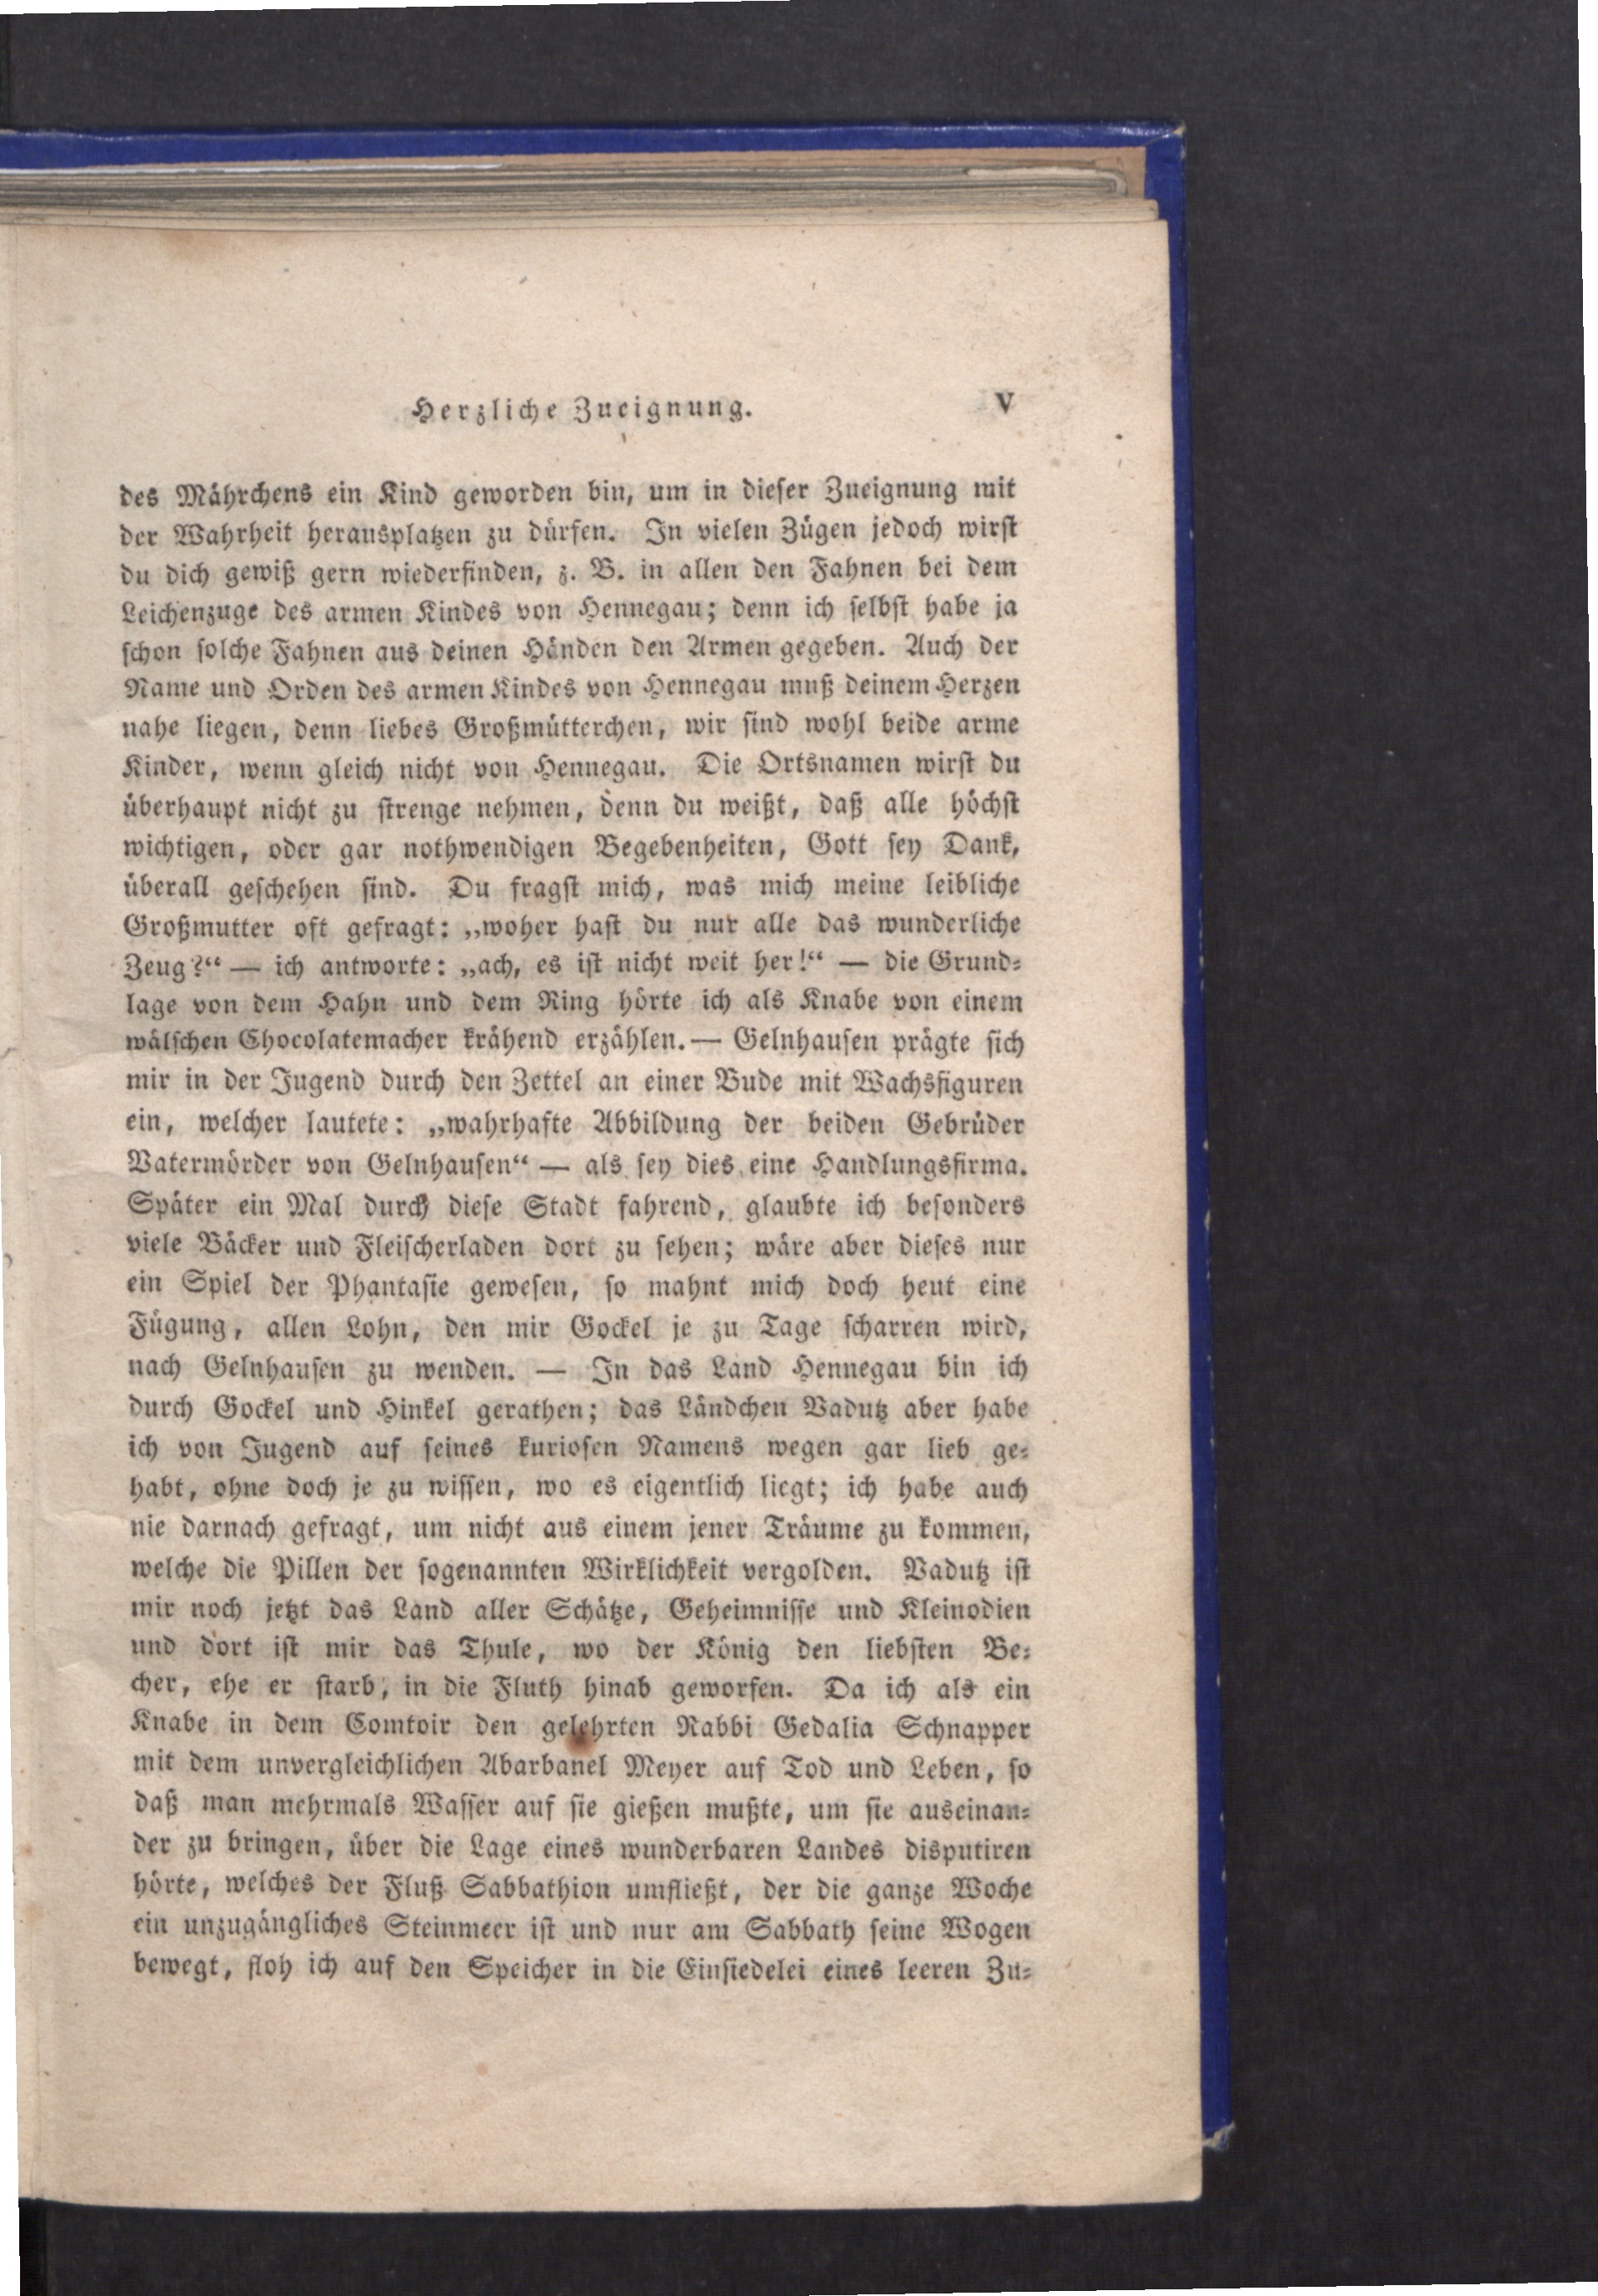 Herzliche Zueignung. V
des Mährchens ein Kind geworden bin, um in dieser Zueignung mit
der Wahrheit herausplatzen zu dürfen. In vielen Zügen jedoch wirst
du dich gewiß gern wiederfinden, z. B. in allen den Fahnen bei dem
Leichenzuge des armen Kindes von Hennegau; denn ich selbst habe ja
schon solche Fahnen aus deinen Händen den Armen gegeben. Auch der
Name und Orden des armen Kindes von Hennegau muß deinem Herzen
nahe liegen, denn liebes Großmütterchen, wir sind wohl beide arme
Kinder, wenn gleich nicht von Hennegau. Die Ortsnamen wirst du
überhaupt nicht zu strenge nehmen, denn du weißt, daß alle höchst
wichtigen, oder gar nothwendigen Begebenheiten, Gott sey Dank,
überall geschehen sind. Du fragst mich, was mich meine leibliche
Großmutter oft gefragt: „woher hast du nur alle das wunderliche
Zeug?“ — ich antworte: „ach, es ist nicht weit her!“ — die Grund-
lage von dem Hahn und dem Ring hörte ich als Knabe von einem
wälschen Chocolatemacher krähend erzählen. — Gelnhausen prägte sich
mir in der Jugend durch den Zettel an einer Bude mit Wachsfiguren
ein, welcher lautete: „wahrhafte Abbildung der beiden Gebrüder
Vatermörder von Gelnhausen“ — als sey dies eine Handlungsfirma.
Später ein Mal durch diese Stadt fahrend, glaubte ich besonders
viele Bäcker und Fleischerladen dort zu sehen; wäre aber dieses nur
ein Spiel der Phantasie gewesen, so mahnt mich doch heut eine
Fügung, allen Lohn, den mir Gockel je zu Tage scharren wird,
nach Gelnhausen zu wenden. — In das Land Hennegau bin ich
durch Gockel und Hinkel gerathen; das Ländchen Vadutz aber habe
ich von Jugend auf seines kuriosen Namens wegen gar lieb ge-
habt, ohne doch je zu wissen, wo es eigentlich liegt; ich habe auch
nie darnach gefragt, um nicht aus einem jener Träume zu kommen,
welche die Pillen der sogenannten Wirklichkeit vergolden. Vadutz ist
mir noch jetzt das Land aller Schätze, Geheimnisse und Kleinodien
und dort ist mir das Thule, wo der König den liebsten Be-
cher, ehe er starb, in die Fluth hinab geworfen. Da ich als ein
Knabe in dem Comtoir den gelehrten Rabbi Gedalia Schnapper
mit dem unvergleichlichen Abarbanel Meyer auf Tod und Leben, so
daß man mehrmals Wasser auf sie gießen mußte, um sie auseinan-
der zu bringen, über die Lage eines wunderbaren Landes disputiren
hörte, welches der Fluß Sabbathion umfließt, der die ganze Woche
ein unzugängliches Steinmeer ist und nur am Sabbath seine Wogen
bewegt, floh ich auf den Speicher in die Einsiedelei eines leeren Zu-